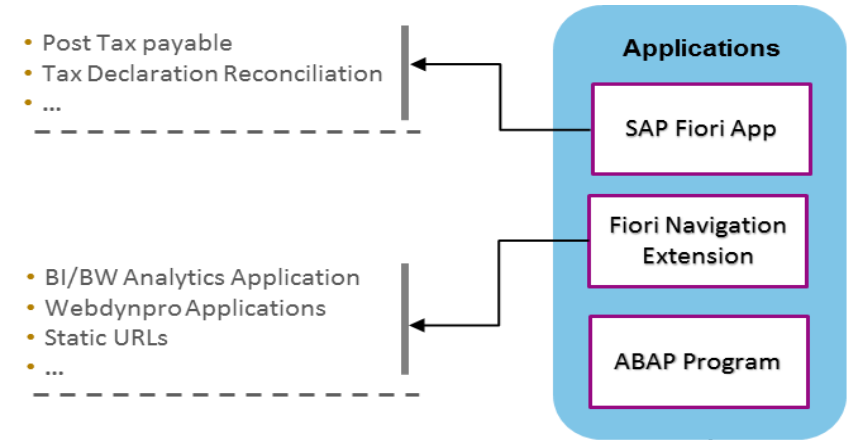 • Post Tax payable
• Tax Declaration Reconciliation
• ...
• BI/BW Analytics Application
• Webdynpro Applications
• Static URLs
• ...
Applications
SAP Fiori App
Fiori Navigation
Extension
ABAP Program